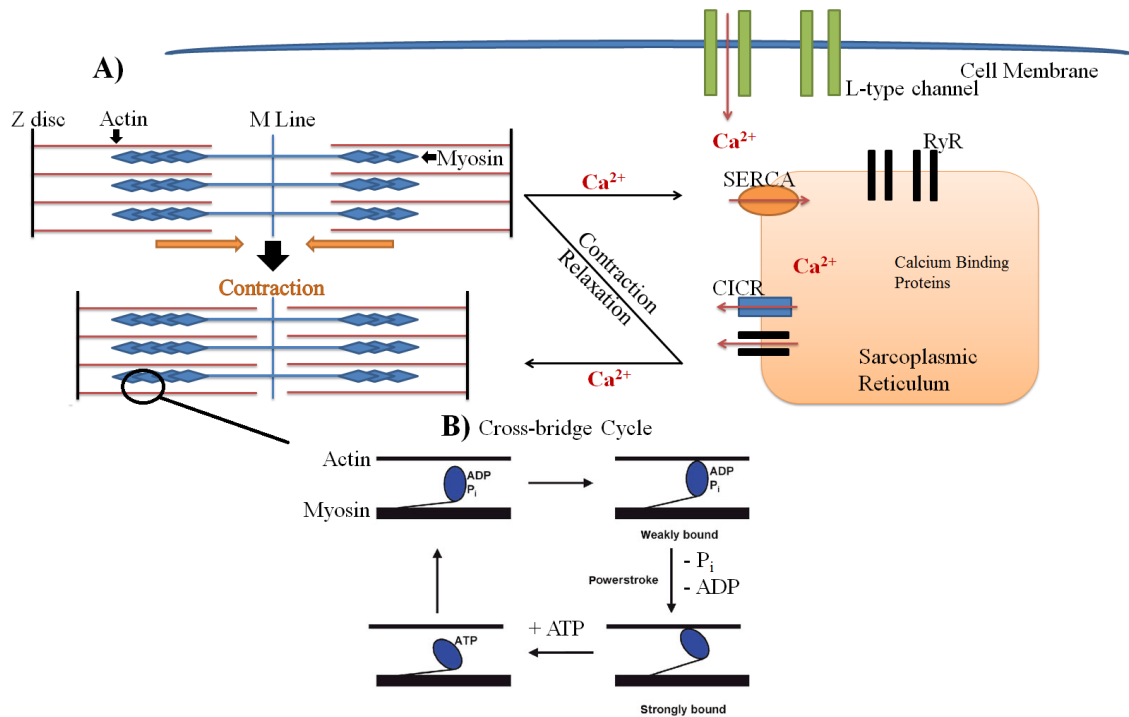 A)
Cell Membrane
L-type channel
Z disc
Actin
M Line
Myosin
Ca2+
RyR
SERCA
Ca2+
Contraction
Relaxation
Ca2+
Calcium Binding
Proteins
CICR
Contraction
Ca2+
Sarcoplasmic
Reticulum
B) Cross-bridge Cycle
Actin
ADP
Pi
ADP
Pi
Myosin
Weakly bound
Powerstroke
- Pi
- ADP
ATP
+ ATP
Strongly bound